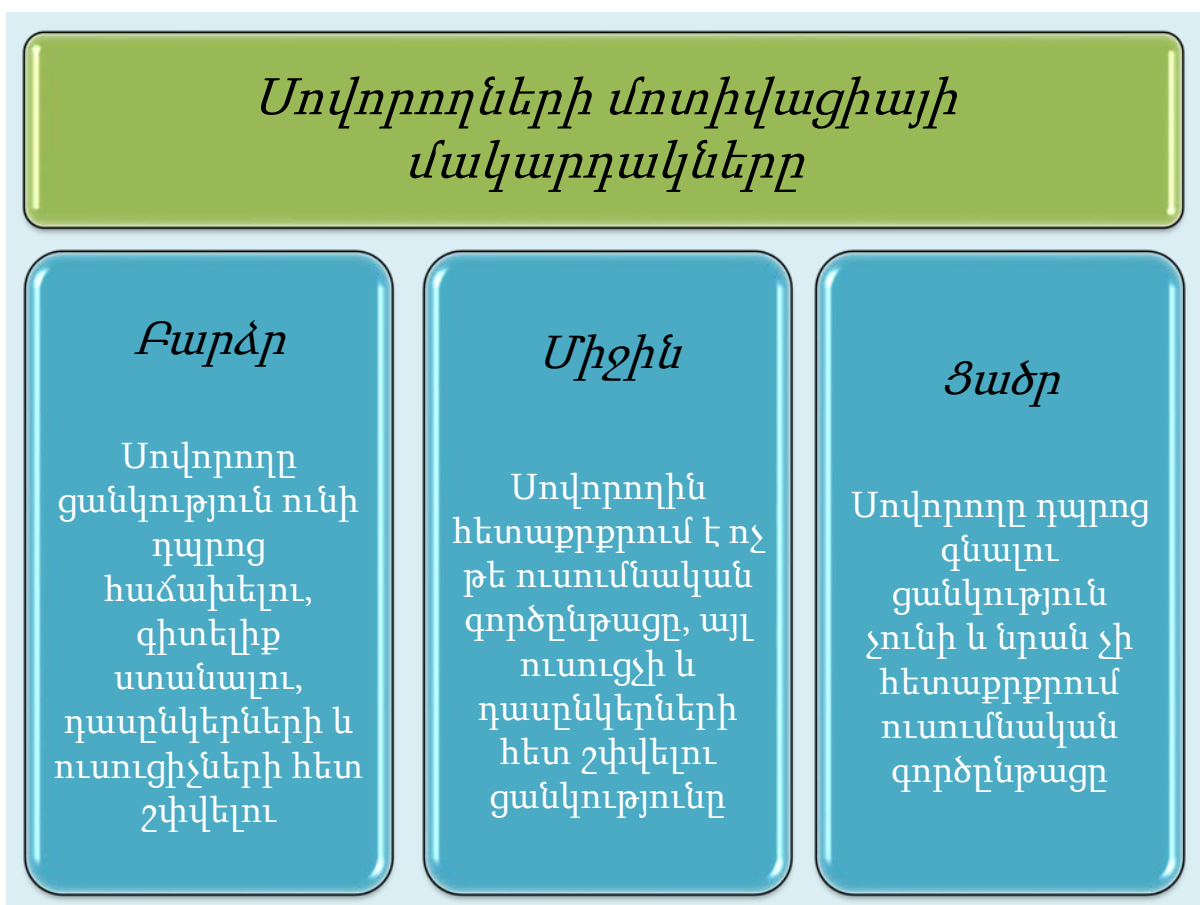 Սովորողների մոտիվացիայի
մակարդակները
Բարձր
Սովորողը
ցանկություն ունի
դպրոց
հաճախելու,
գիտելիք
ստանալու,
դասընկերների և
ուսուցիչների հետ
շփվելու
Միջին
Սովորողին
հետաքրքրում է ոչ
թե ուսումնական
գործընթացը, այլ
ուսուցչի և
դասընկերների
հետ շփվելու
ցանկությունը
Ցածր
Սովորողը դպրոց
գնալու
ցանկություն
չունի և նրան չի
հետաքրքրում
ուսումնական
գործընթացը